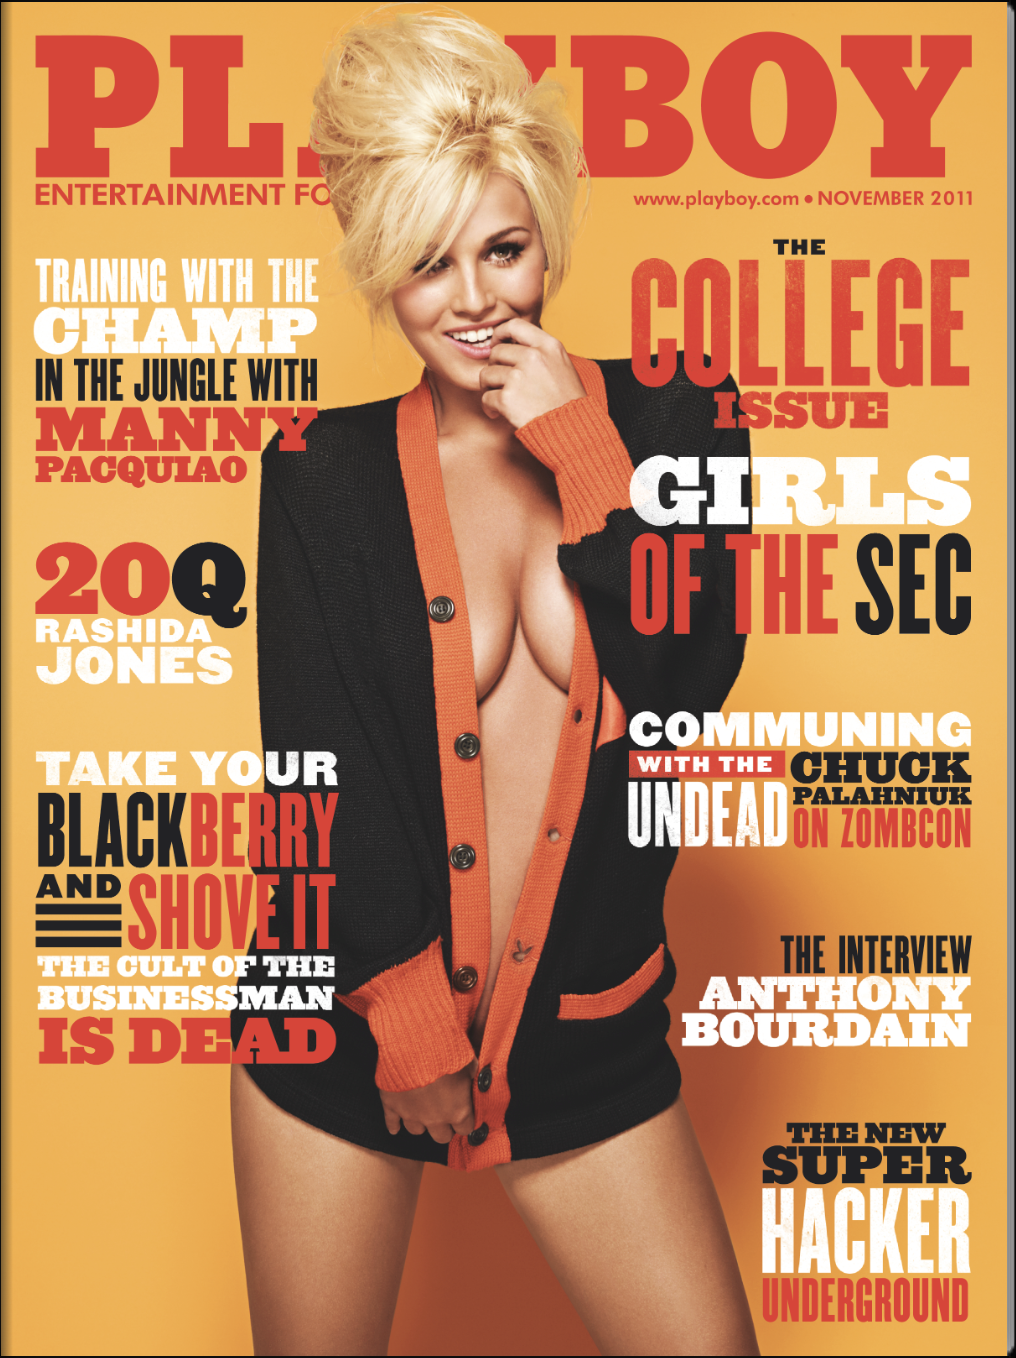 PLAYBOY
ENTERTAINMENT FO
www.playboy.com • NOVEMBER 2011
TRAINING WITH THE
CHAMP
IN THE JUNGLE WITH
MANNY
PACQUIAO
20Q
RASHIDA
JONES
TAKE YOUR
BLACKBERRY
AND SHOVE IT
THE CULT OF THE
BUSINESSMAN
IS DEAD
THE
COLLEGE
ISSUE
GIRLS
OF THE SEC
COMMUNING
WITH THE
UNDEAD
CHUCK
PALAHNIUK
ON ZOMBCON
THE INTERVIEW
ANTHONY
BOURDAIN
THE NEW
SUPER
HACKER
UNDERGROUND